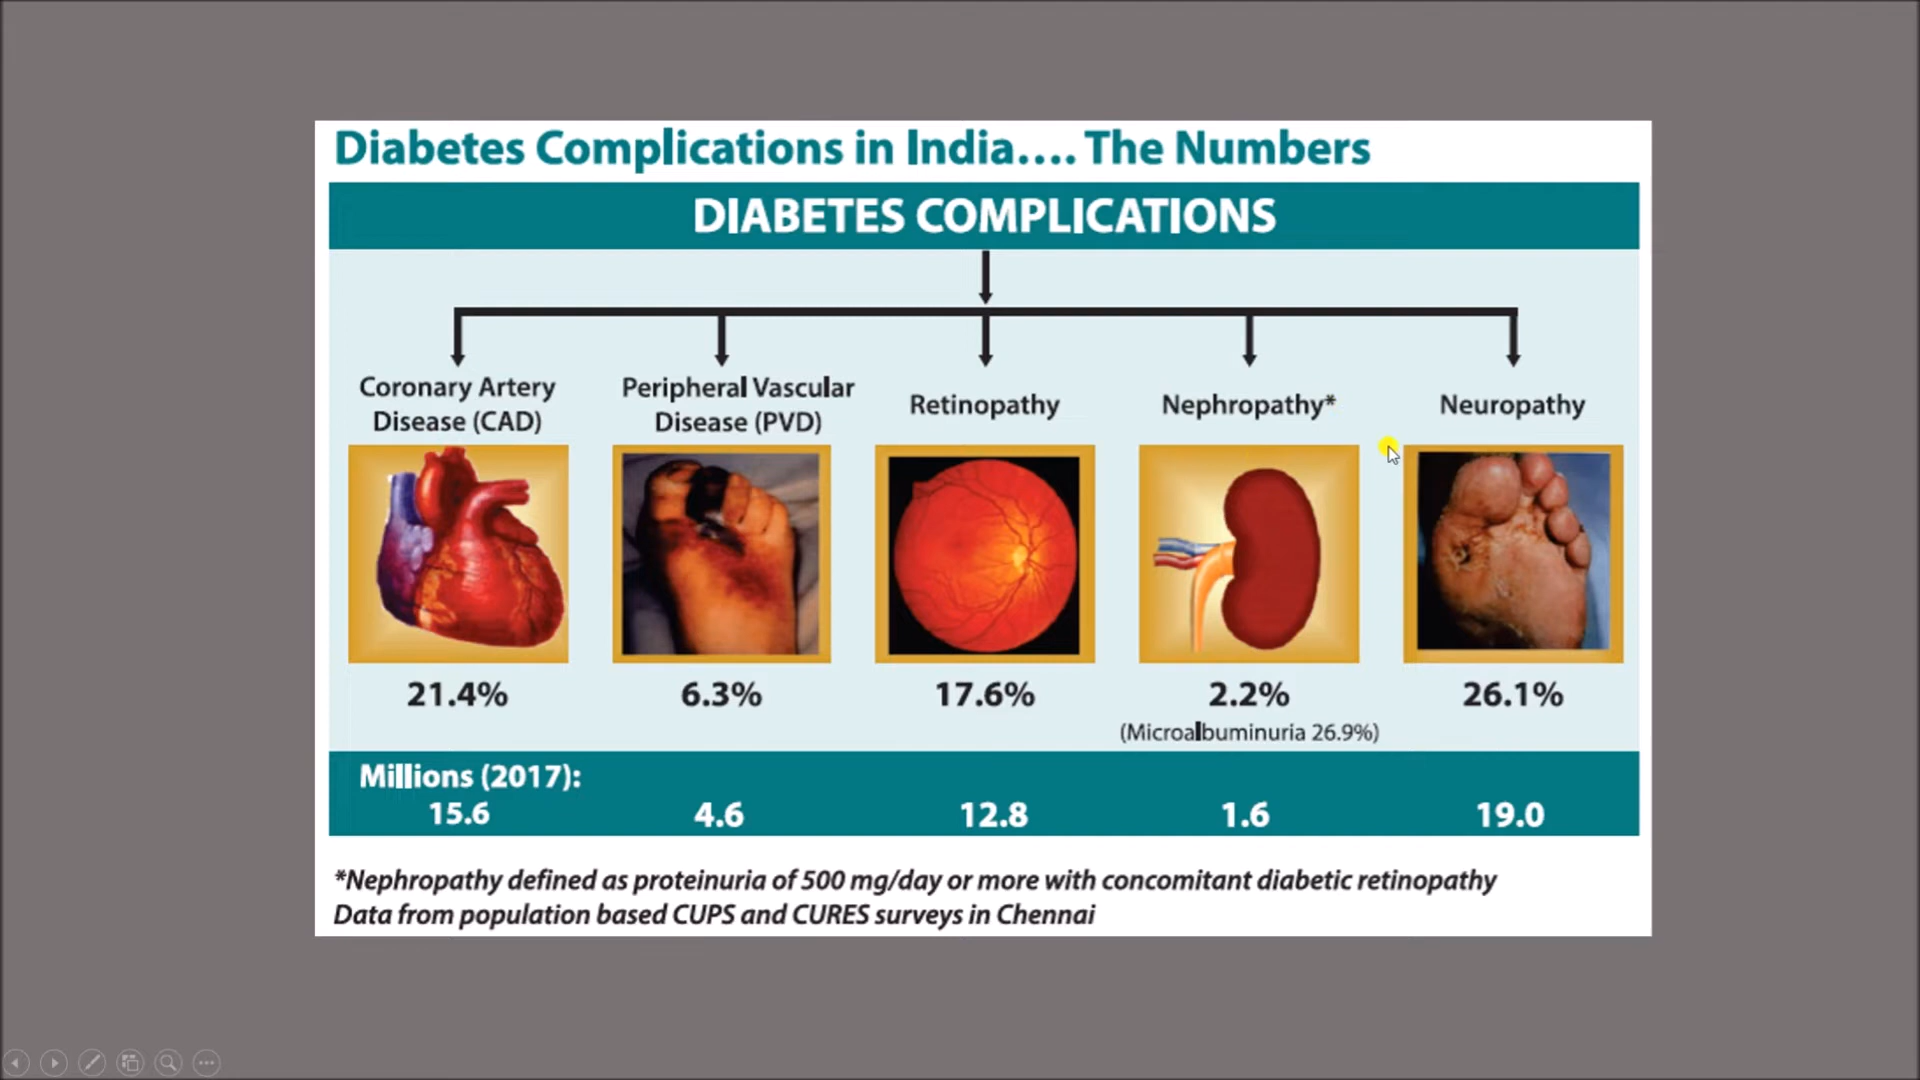 Diabetes Complications in India.... The Numbers
DIABETES COMPLICATIONS
Coronary Artery
Disease (CAD)
Peripheral Vascular
Disease (PVD)
Retinopathy
Nephropathy*
Neuropathy
21.4%
6.3%
17.6%
2.2%
(Microalbuminuria 26.9%)
26.1%
Millions (2017):
15.6
4.6
12.8
1.6
19.0
*Nephropathy defined as proteinuria of 500 mg/day or more with concomitant diabetic retinopathy
Data from population based CUPS and CURES surveys in Chennai